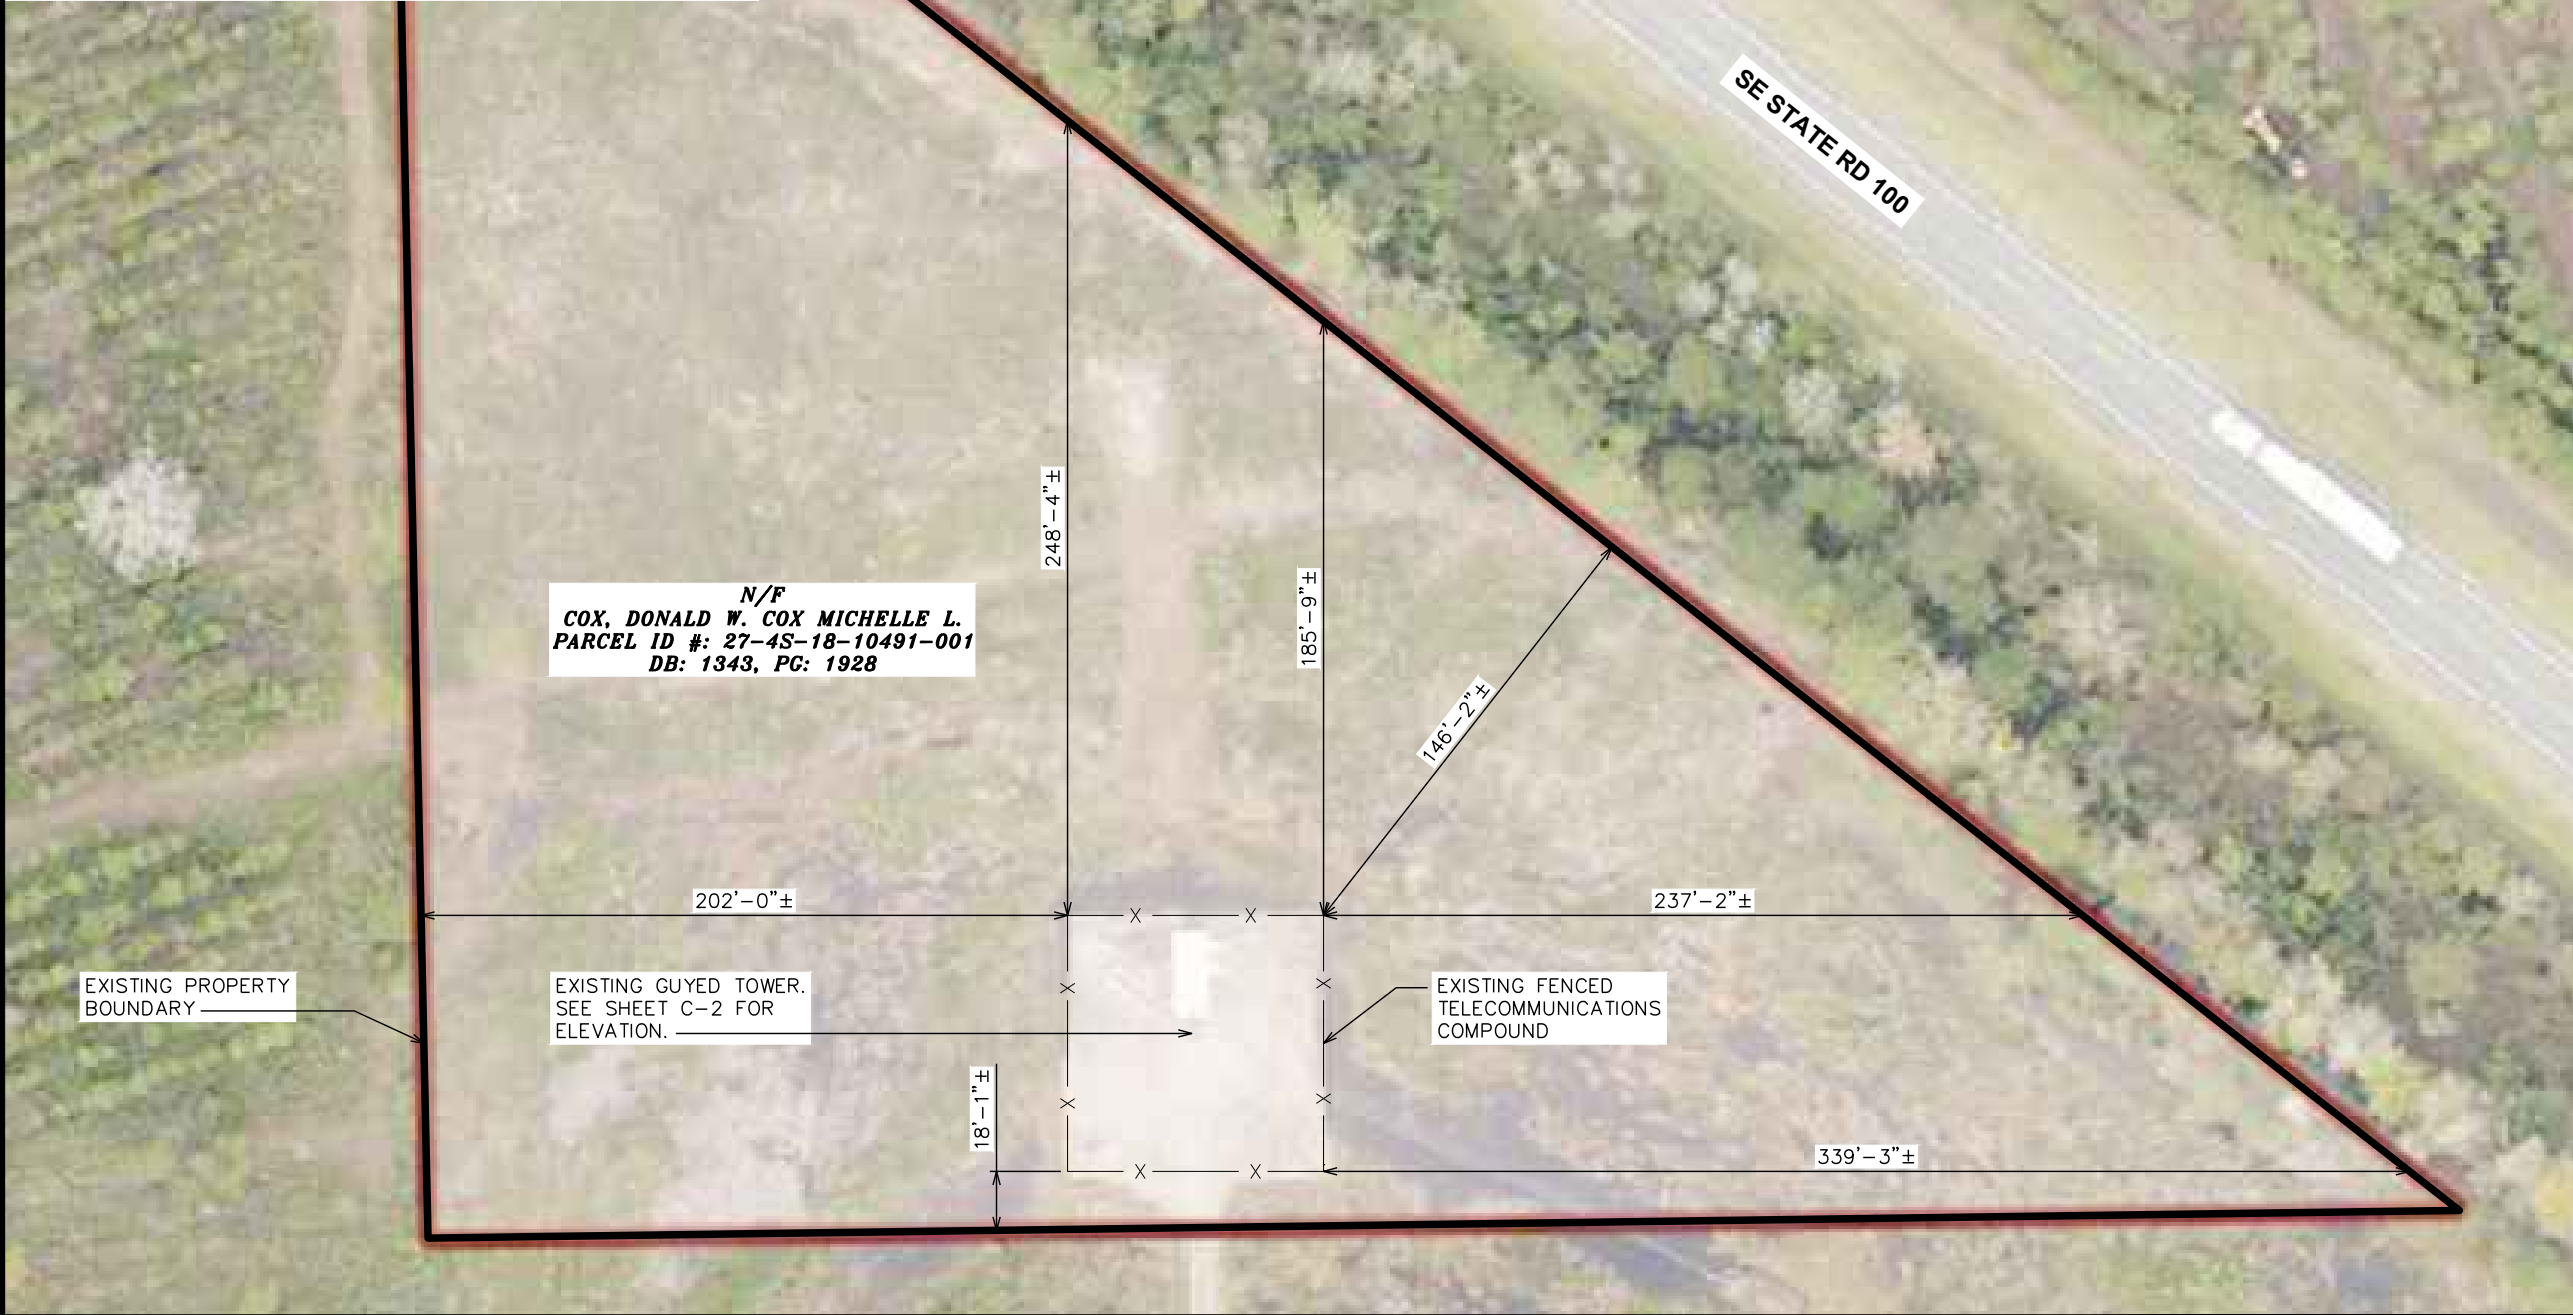 SE STATE RD 100
248'-4"±
185'-9"±
146'-2"±
N/F
COX, DONALD W. COX MICHELLE L.
PARCEL ID #: 27-4S-18-10491-001
DB: 1343, PG: 1928
202'-0"±
X X
237'-2"±
EXISTING PROPERTY
BOUNDARY
EXISTING GUYED TOWER.
SEE SHEET C-2 FOR
ELEVATION.
X
X
EXISTING FENCED
TELECOMMUNICATIONS
COMPOUND
18'-1"±
X
X
X X
339'-3"±